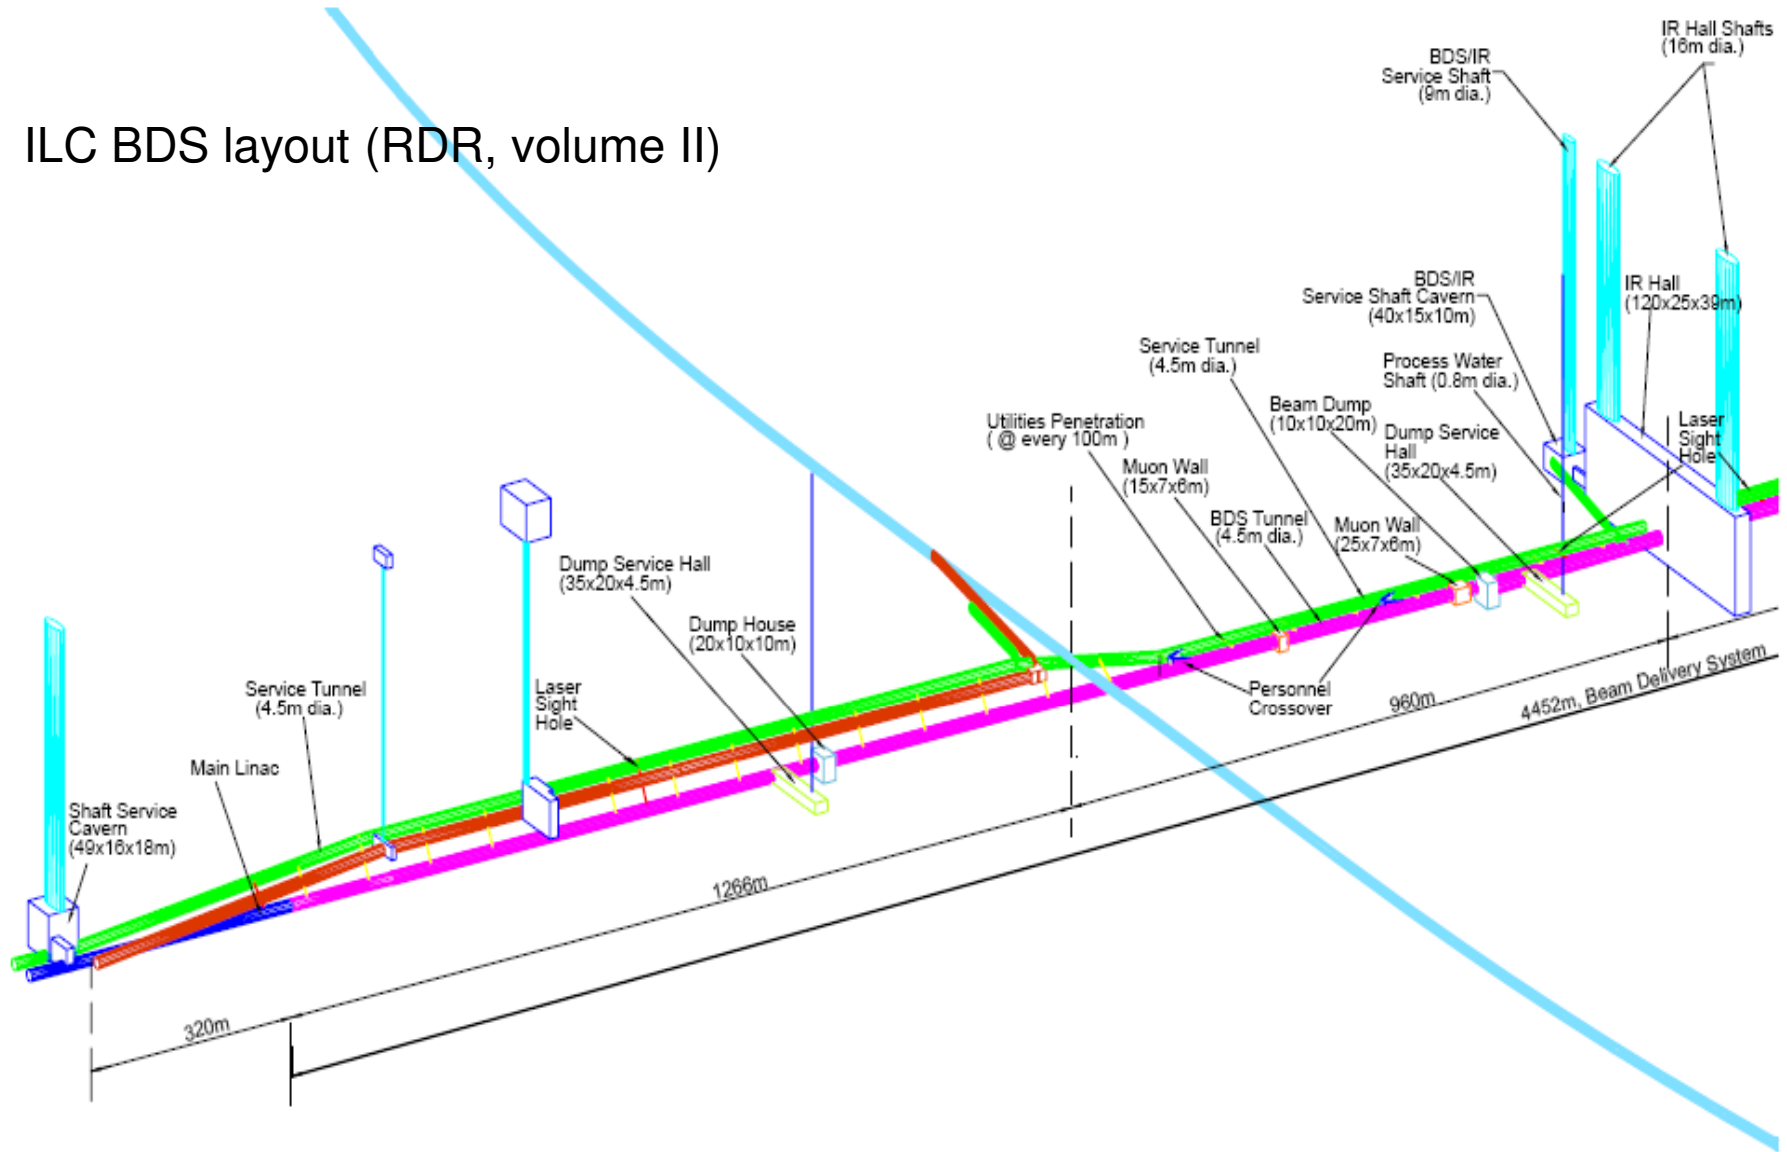 IR Hall Shafts
(16m dia.)
BDS/IR
Service Shaft
(9m dia.)
ILC BDS layout (RDR, volume II)
BDS/IR
Service Shaft Cavern
(40x15x10m)
IR Hall
(120x25x39m)
Service Tunnel
(4.5m dia.)
Process Water
Shaft (0.8m dia.)
Beam Dump
(10x10x20m)
Laser
Sight
Hole
Utilities Penetration
( @ every 100m )
Dump Service
Hall
(35x20x4.5m)
Muon Wall
(15x7x6m)
BDS Tunnel
(4.5m dia.)
Muon Wall
(25x7x6m)
Dump Service Hall
(35x20x4.5m)
Dump House
(20x10x10m)
Service Tunnel
(4.5m dia.)
Laser
Sight
Hole
Personnel
Crossover
960m
4452m, Beam Delivery System
Main Linac
Shaft Service
Cavern
(49x16x18m)
1266m
320m